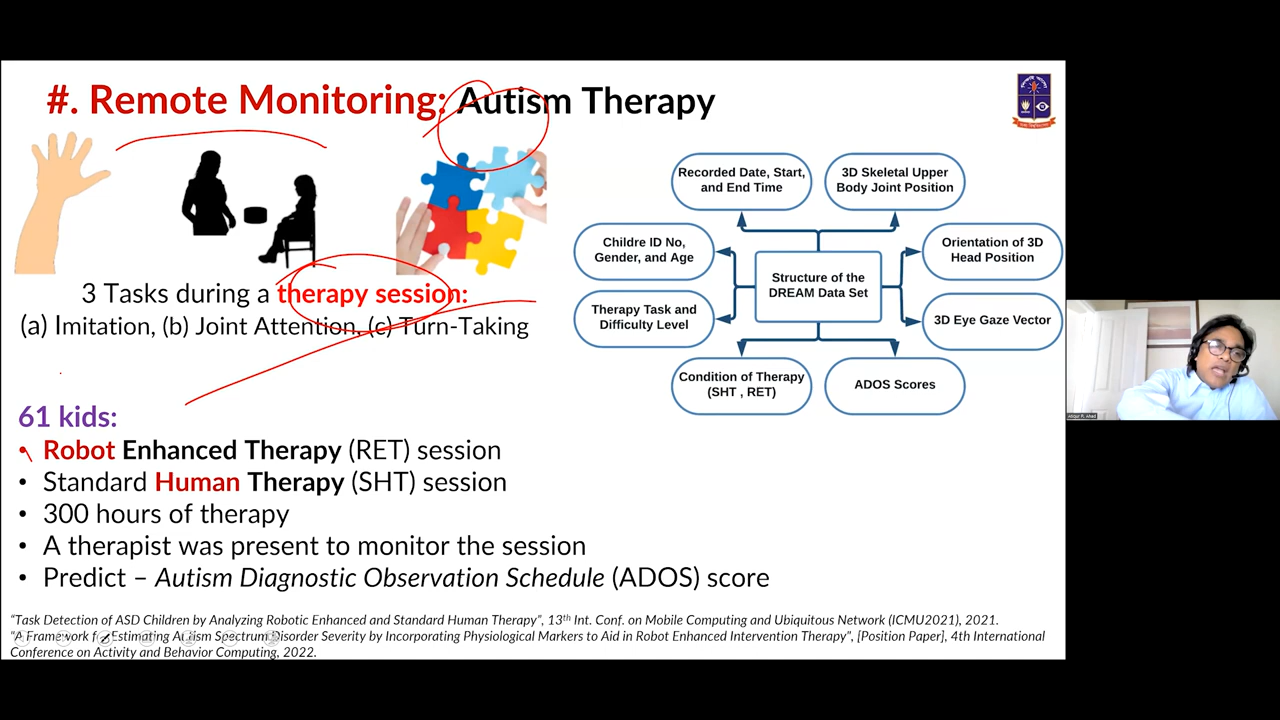 #. Remote Monitoring: Autism Therapy
3 Tasks during a therapy session:
(a) Imitation, (b) Joint Attention, (c) Turn-Taking
61 kids:
• Robot Enhanced Therapy (RET) session
• Standard Human Therapy (SHT) session
• 300 hours of therapy
• A therapist was present to monitor the session
• Predict – Autism Diagnostic Observation Schedule (ADOS) score
Recorded Date, Start,
and End Time
3D Skeletal Upper
Body Joint Position
Childre ID No,
Gender, and Age
Orientation of 3D
Head Position
Structure of the
DREAM Data Set
Therapy Task and
Difficulty Level
3D Eye Gaze Vector
Condition of Therapy
(SHT , RET)
ADOS Scores
"Task Detection of ASD Children by Analyzing Robotic Enhanced and Standard Human Therapy", 13th Int. Conf. on Mobile Computing and Ubiquitous Network (ICMU2021), 2021.
"A Framework for Estimating Autism Spectrum Disorder Severity by Incorporating Physiological Markers to Aid in Robot Enhanced Intervention Therapy", [Position Paper], 4th International
Conference on Activity and Behavior Computing, 2022.